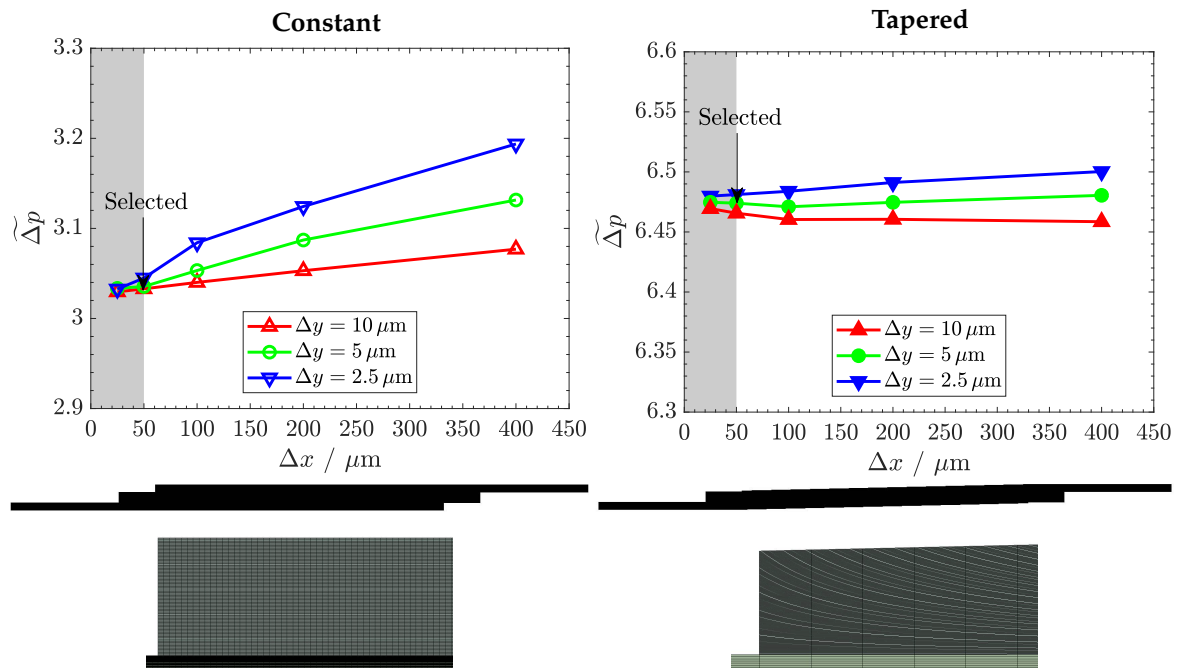 Constant
3.3
3.2
3.1
3
2.9
Selected
Δy = 10 μm
Δy = 5 μm
Δy = 2.5 μm
0 50 100 150 200 250 300 350 400 450
Δx / μm
Δ̃p
Tapered
6.6
6.55
6.5
6.45
6.4
6.35
6.3
Selected
Δy = 10 μm
Δy = 5 μm
Δy = 2.5 μm
0 50 100 150 200 250 300 350 400 450
Δx / μm
Δ̃p